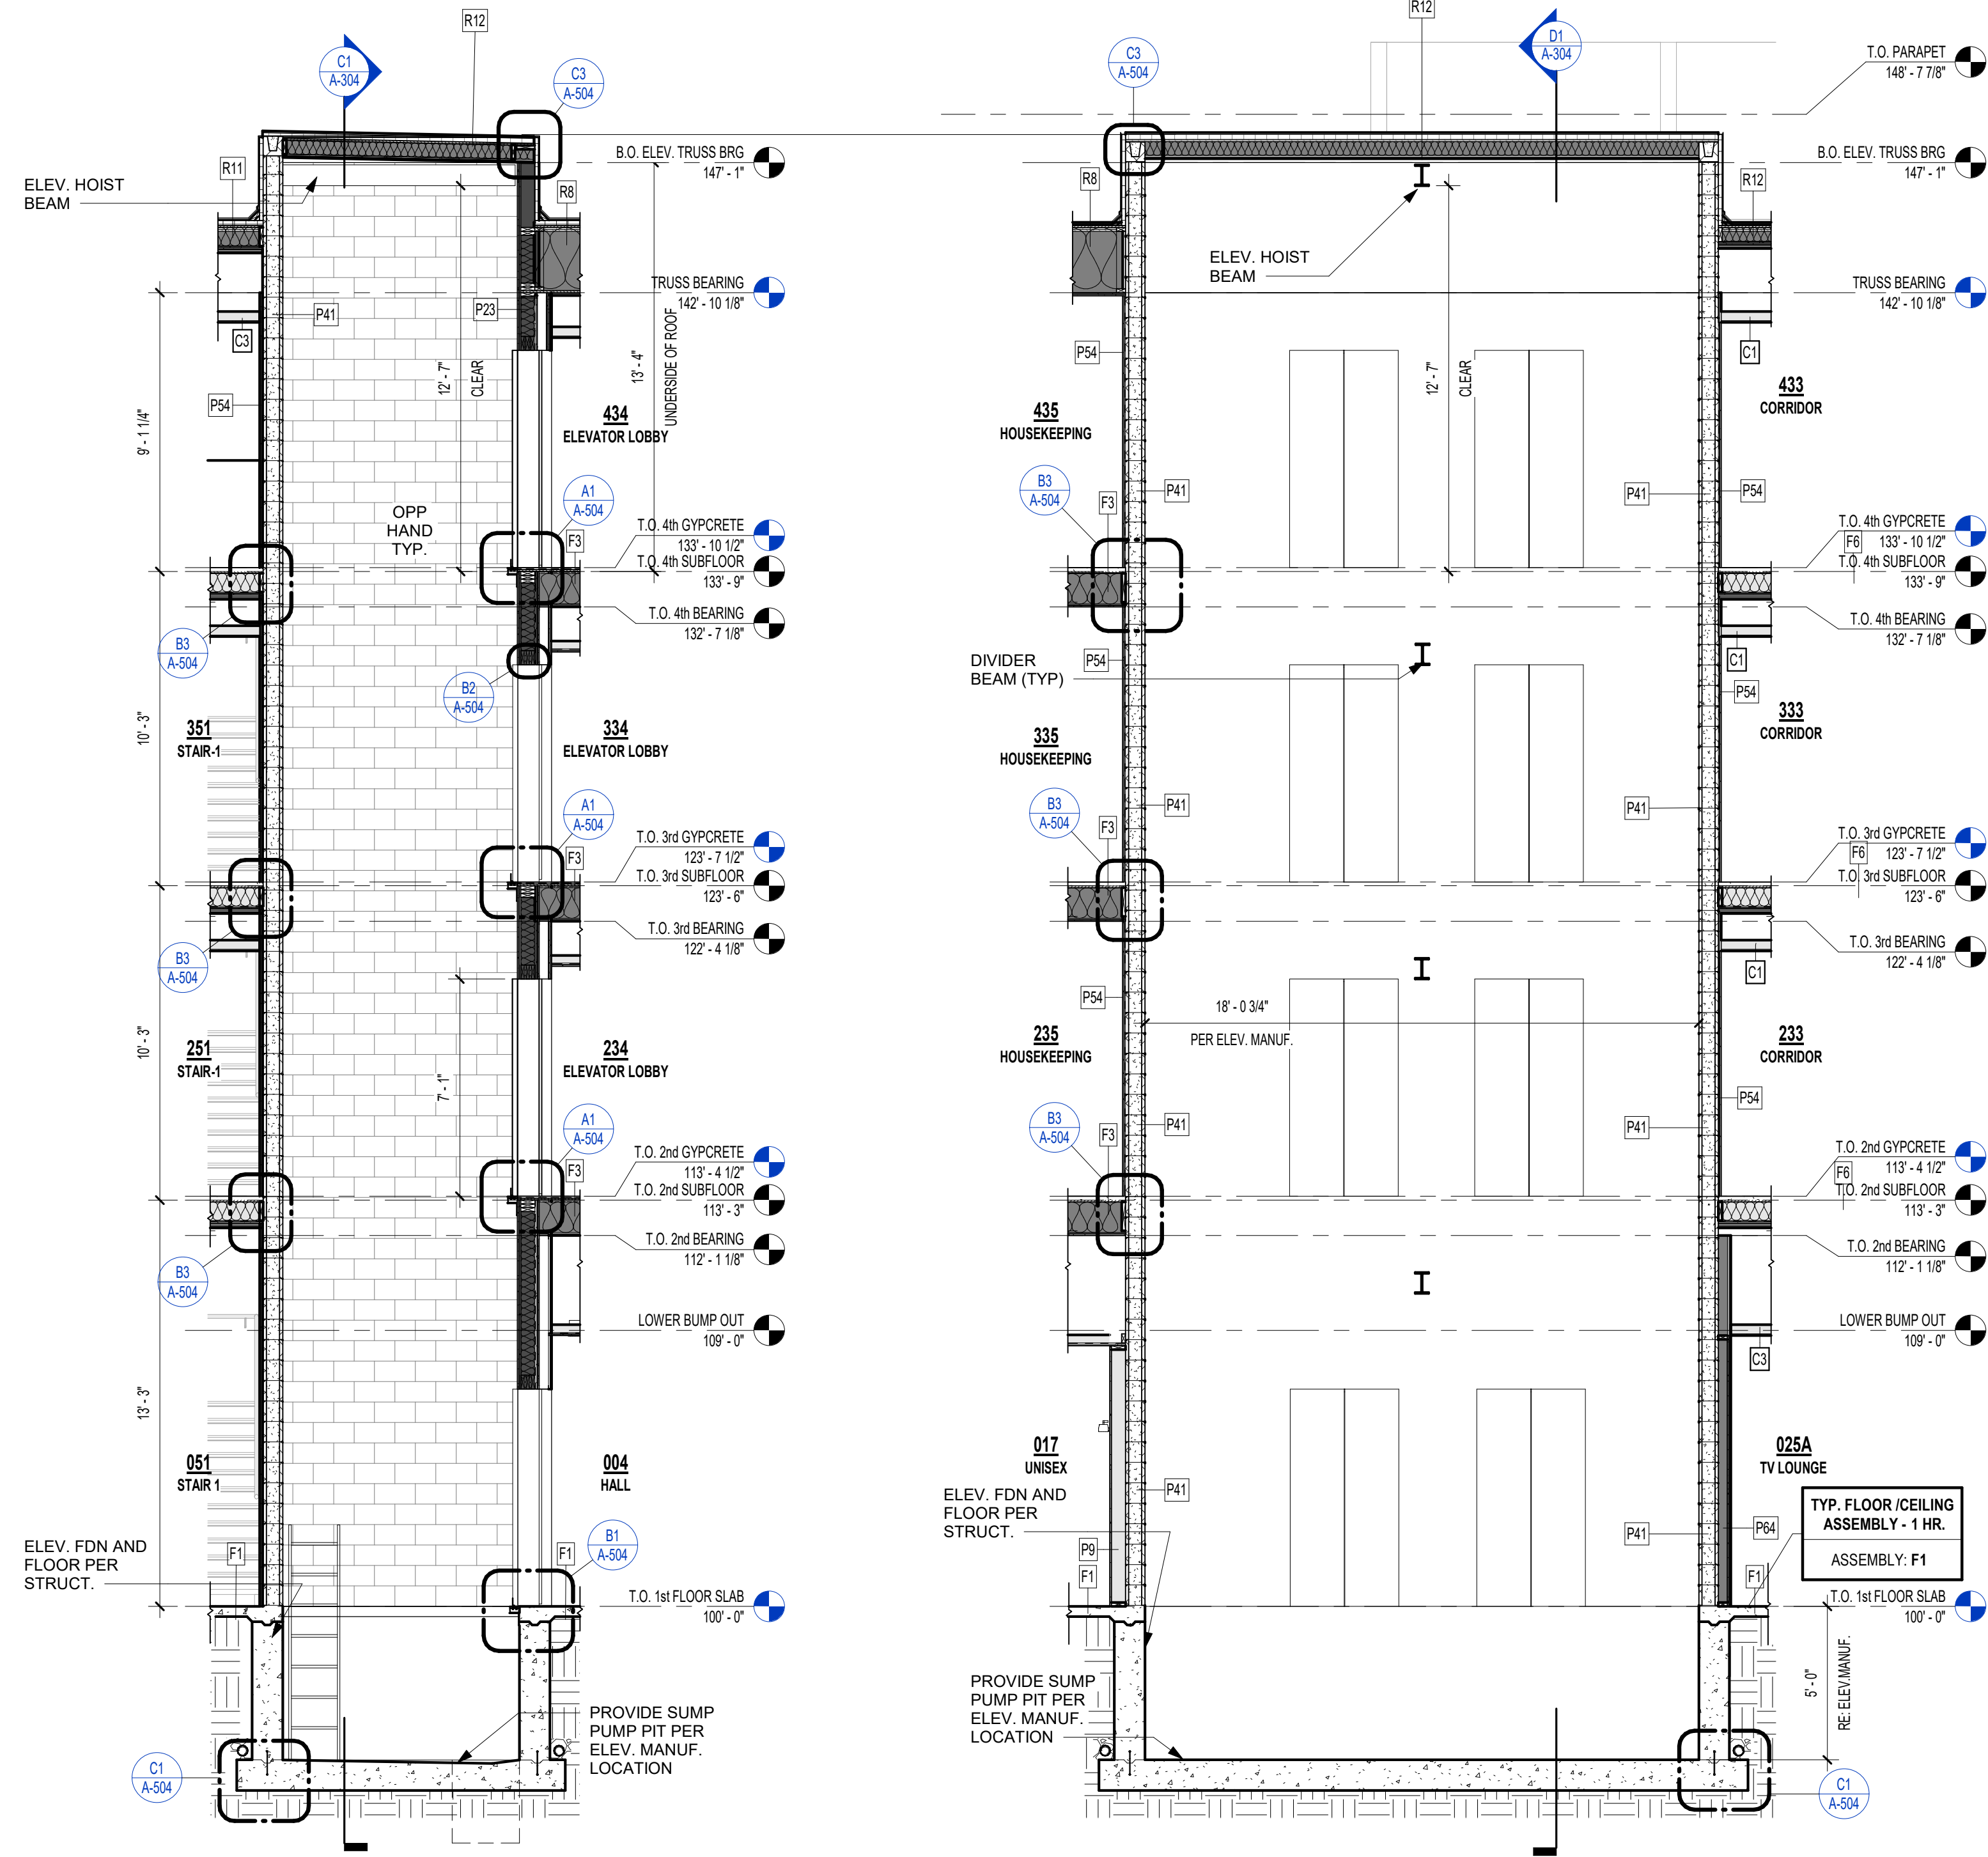 R12
C1
A-304
C3
A-504
R11
ELEV. HOIST
BEAM
R8
B.O. ELEV. TRUSS BRG
147' - 1"
TRUSS BEARING
142' - 10 1/8"
P41
P23
C3
P54
9' - 1 1/4"
12' - 7"
CLEAR
13' - 4"
UNDERSIDE OF ROOF
434
ELEVATOR LOBBY
OPP
HAND
TYP.
A1
A-504
F3
T.O. 4th GYPCRETE
133' - 10 1/2"
T.O. 4th SUBFLOOR
133' - 9"
T.O. 4th BEARING
132' - 7 1/8"
B3
A-504
B2
A-504
10' - 3"
351
STAIR-1
334
ELEVATOR LOBBY
A1
A-504
F3
T.O. 3rd GYPCRETE
123' - 7 1/2"
T.O. 3rd SUBFLOOR
123' - 6"
T.O. 3rd BEARING
122' - 4 1/8"
B3
A-504
10' - 3"
251
STAIR-1
7' - 1"
234
ELEVATOR LOBBY
A1
A-504
F3
T.O. 2nd GYPCRETE
113' - 4 1/2"
T.O. 2nd SUBFLOOR
113' - 3"
T.O. 2nd BEARING
112' - 1 1/8"
B3
A-504
LOWER BUMP OUT
109' - 0"
13' - 3"
051
STAIR 1
004
HALL
ELEV. FDN AND
FLOOR PER
STRUCT.
F1
F1
B1
A-504
T.O. 1st FLOOR SLAB
100' - 0"
PROVIDE SUMP
PUMP PIT PER
ELEV. MANUF.
LOCATION
C1
A-504
R12
C3
A-504
D1
A-304
T.O. PARAPET
148' - 7 7/8"
B.O. ELEV. TRUSS BRG
147' - 1"
R8
R12
ELEV. HOIST
BEAM
TRUSS BEARING
142' - 10 1/8"
P54
C1
12' - 7"
CLEAR
435
HOUSEKEEPING
433
CORRIDOR
B3
A-504
F3
P41
P41
P54
T.O. 4th GYPCRETE
133' - 10 1/2"
F6
T.O. 4th SUBFLOOR
133' - 9"
T.O. 4th BEARING
132' - 7 1/8"
DIVIDER
BEAM (TYP)
P54
C1
P54
335
HOUSEKEEPING
333
CORRIDOR
B3
A-504
F3
P41
P41
T.O. 3rd GYPCRETE
123' - 7 1/2"
F6
T.O. 3rd SUBFLOOR
123' - 6"
T.O. 3rd BEARING
122' - 4 1/8"
C1
P54
18' - 0 3/4"
PER ELEV. MANUF.
235
HOUSEKEEPING
233
CORRIDOR
P54
B3
A-504
F3
P41
P41
T.O. 2nd GYPCRETE
113' - 4 1/2"
F6
T.O. 2nd SUBFLOOR
113' - 3"
T.O. 2nd BEARING
112' - 1 1/8"
LOWER BUMP OUT
109' - 0"
C3
017
UNISEX
025A
TV LOUNGE
ELEV. FDN AND
FLOOR PER
STRUCT.
P41
P41
P64
P9
F1
TYP. FLOOR /CEILING
ASSEMBLY - 1 HR.
ASSEMBLY: F1
F1
T.O. 1st FLOOR SLAB
100' - 0"
5' - 0"
RE: ELEV.MANUF.
PROVIDE SUMP
PUMP PIT PER
ELEV. MANUF.
LOCATION
C1
A-504